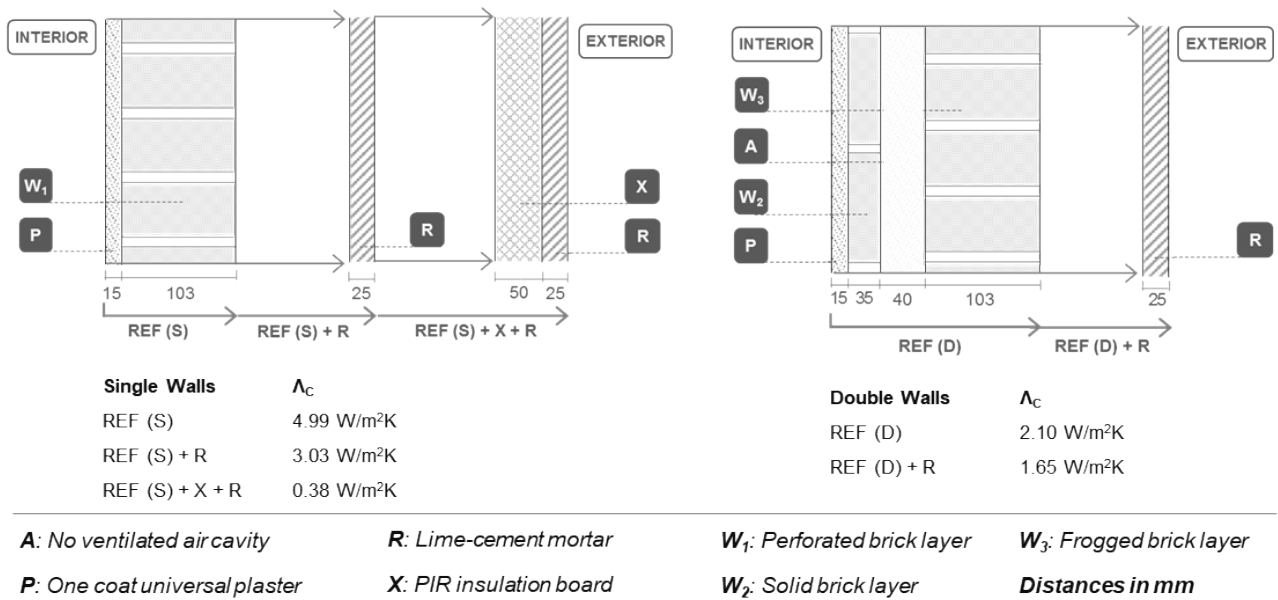 INTERIOR
EXTERIOR
W₁
P
R
X
R
15 103 25 50 25
REF (S) REF (S) + R REF (S) + X + R
INTERIOR
EXTERIOR
W₃
A
W₂
P
R
15 35 40 103 25
REF (D) REF (D) + R
Single Walls Λ_C
REF (S) 4.99 W/m²K
REF (S) + R 3.03 W/m²K
REF (S) + X + R 0.38 W/m²K
Double Walls Λ_C
REF (D) 2.10 W/m²K
REF (D) + R 1.65 W/m²K
A: No ventilated air cavity R: Lime-cement mortar W₁: Perforated brick layer W₃: Frogged brick layer
P: One coat universal plaster X: PIR insulation board W₂: Solid brick layer Distances in mm